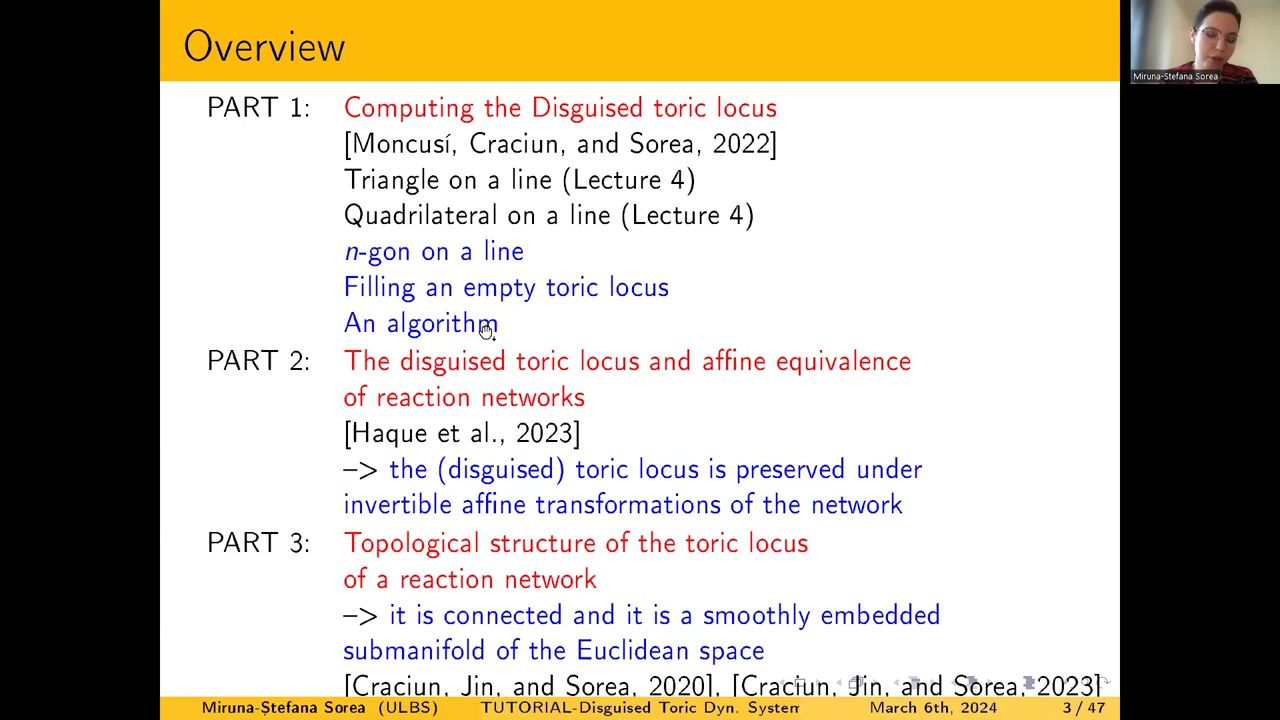 Overview
Miruna-Ștefana Sorea
PART 1: Computing the Disguised toric locus
[Moncusí, Craciun, and Sorea, 2022]
Triangle on a line (Lecture 4)
Quadrilateral on a line (Lecture 4)
n-gon on a line
Filling an empty toric locus
An algorithm
PART 2: The disguised toric locus and affine equivalence
of reaction networks
[Haque et al., 2023]
–> the (disguised) toric locus is preserved under
invertible affine transformations of the network
PART 3: Topological structure of the toric locus
of a reaction network
–> it is connected and it is a smoothly embedded
submanifold of the Euclidean space
[Craciun, Jin, and Sorea, 2020], [Craciun, Jin, and Sorea, 2023]
Miruna-Ștefana Sorea (ULBS) TUTORIAL-Disguised Toric Dyn. System March 6th, 2024 3 / 47